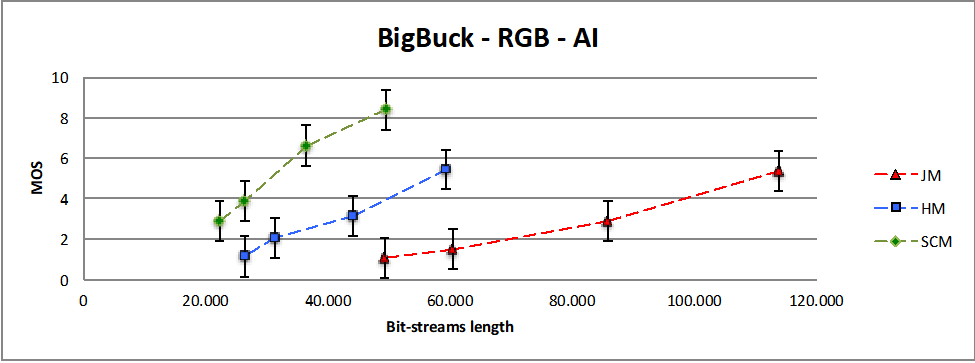 BigBuck - RGB - AI
10
8
6
4
2
0
MOS
0 20.000 40.000 60.000 80.000 100.000 120.000
Bit-streams length
JM
HM
SCM